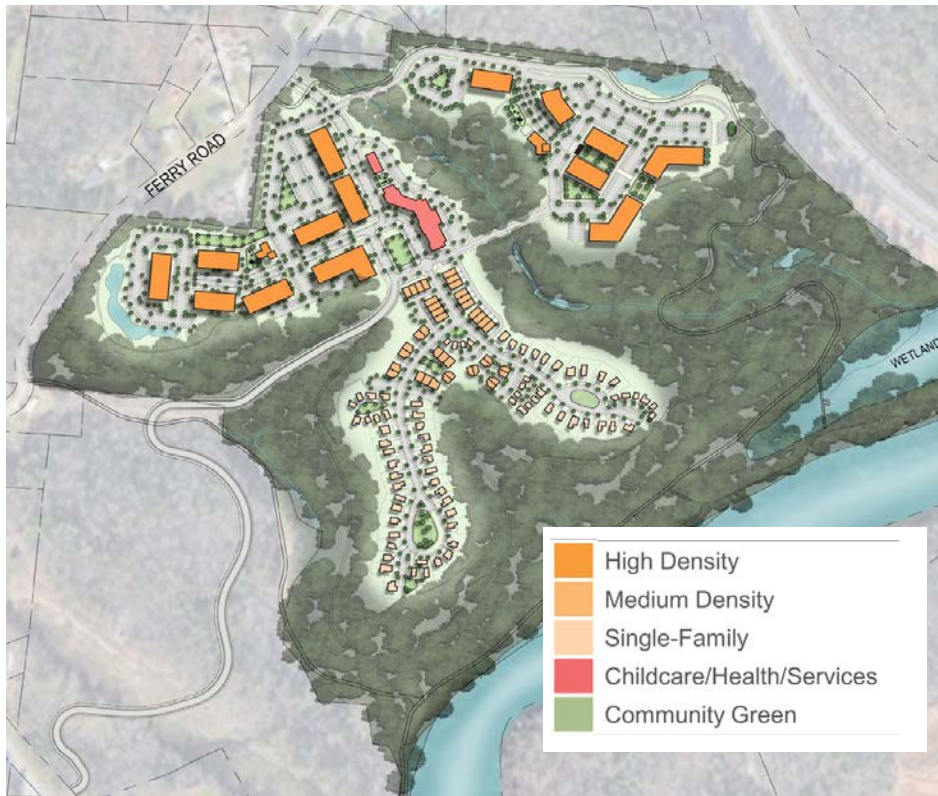 FERRY ROAD
WETLAND
High Density
Medium Density
Single-Family
Childcare/Health/Services
Community Green